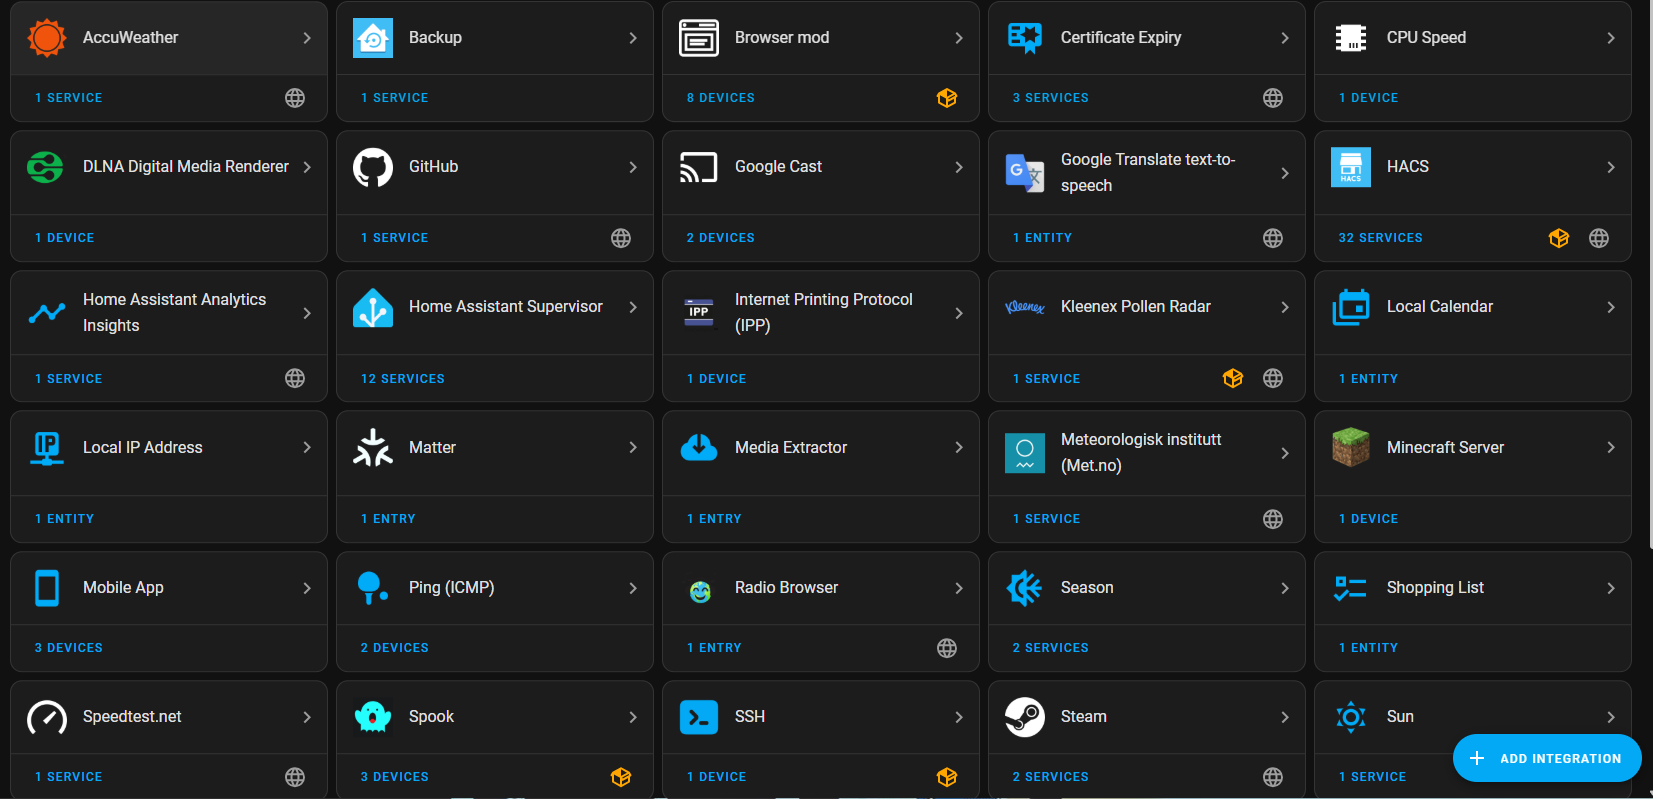 AccuWeather
1 SERVICE
Backup
1 SERVICE
Browser mod
8 DEVICES
Certificate Expiry
3 SERVICES
CPU Speed
1 DEVICE
DLNA Digital Media Renderer
1 DEVICE
GitHub
1 SERVICE
Google Cast
2 DEVICES
G
文
Google Translate text-to-
speech
1 ENTITY
HACS
HACS
32 SERVICES
Home Assistant Analytics
Insights
1 SERVICE
Home Assistant Supervisor
12 SERVICES
IPP
Internet Printing Protocol
(IPP)
1 DEVICE
Kleenex
Kleenex Pollen Radar
1 SERVICE
Local Calendar
1 ENTITY
IP
Local IP Address
1 ENTITY
Matter
1 ENTRY
Media Extractor
1 ENTRY
Meteorologisk institutt
(Met.no)
1 SERVICE
Minecraft Server
1 DEVICE
Mobile App
3 DEVICES
Ping (ICMP)
2 DEVICES
Radio Browser
1 ENTRY
Season
2 SERVICES
Shopping List
1 ENTITY
Speedtest.net
1 SERVICE
Spook
3 DEVICES
SSH
1 DEVICE
Steam
2 SERVICES
Sun
1 SERVICE
+ ADD INTEGRATION